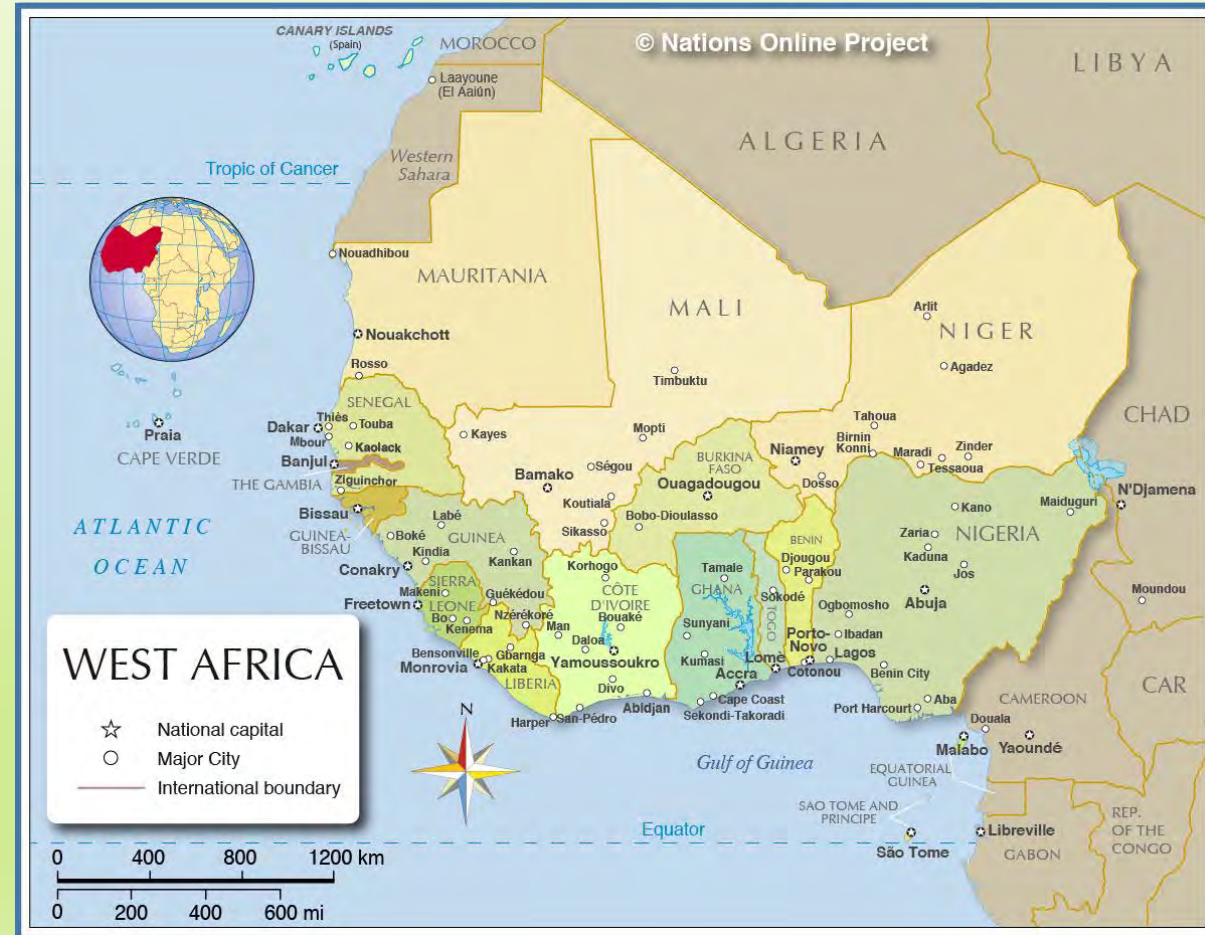 CANARY ISLANDS
(Spain)
MOROCCO
© Nations Online Project
LIBYA
Laayoune
(El Aaiún)
ALGERIA
Western
Sahara
Tropic of Cancer
Nouadhibou
MAURITANIA
MALI
Arlit
NIGER
Nouakchott
Agadez
Rosso
Timbuktu
SENEGAL
CHAD
Thiès
Touba
Dakar
Mbour
Kaolack
Kayes
Mopti
Tahoua
Birnin
Konni
Maradi
Zinder
Tessaoua
Praia
CAPE VERDE
Banjul
THE GAMBIA
Ziguinchor
Bamako
Ségou
BURKINA
FASO
Ouagadougou
Niamey
Dosso
N'Djamena
Koutiala
Sikasso
Bobo-Dioulasso
Kano
Maiduguri
Bissau
GUINEA-
BISSAU
Labé
Boké
GUINEA
Kindia
Kankan
ATLANTIC
OCEAN
Zaria
NIGERIA
Kaduna
Jos
BENIN
Djougou
Parakou
Conakry
Korhogo
Tamale
GHANA
Sokodé
TOGO
Abuja
Moundou
SIERRA
LEONE
Makeni
Freetown
Guékédou
Bo
Kenema
Nzérékoré
CÔTE
D'IVOIRE
Bouaké
Man
Daloa
Sunyani
Ogbomosho
Ibadan
Porto-
Novo
Lagos
Bensonville
Gbarnga
Monrovia
Kakata
LIBERIA
Yamoussoukro
Kumasi
Lomè
Accra
Cotonou
Benin City
Divo
Abidjan
Cape Coast
Sekondi-Takoradi
Aba
Port Harcourt
CAMEROON
CAR
Harper
San-Pédro
Douala
Malabo
Yaoundé
Gulf of Guinea
EQUATORIAL
GUINEA
SAO TOME AND
PRINCIPE
REP.
OF THE
CONGO
Equator
Libreville
São Tome
GABON
WEST AFRICA
National capital
Major City
International boundary
N
0 400 800 1200 km
0 200 400 600 mi